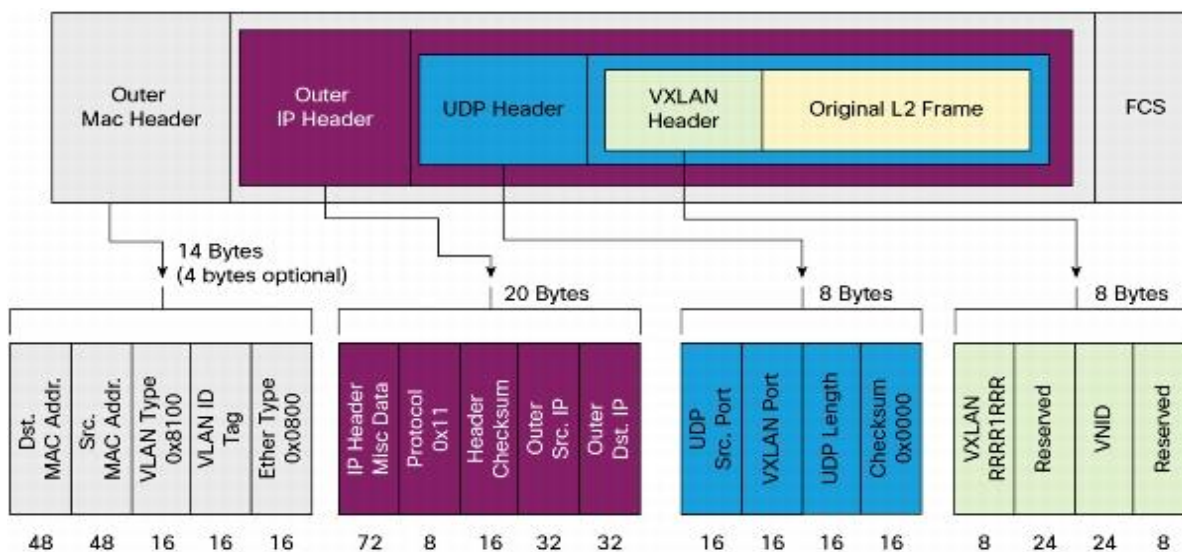 Outer
Mac Header
Outer
IP Header
UDP Header
VXLAN
Header
Original L2 Frame
FCS
14 Bytes
(4 bytes optional)
20 Bytes
8 Bytes
8 Bytes
Dst.
MAC Addr.
Src.
MAC Addr.
VLAN Type
0x8100
VLAN ID
Tag
Ether Type
0x0800
IP Header
Misc Data
Protocol
0x11
Header
Checksum
Outer
Src. IP
Outer
Dst. IP
UDP
Src. Port
VXLAN Port
UDP Length
Checksum
0x0000
VXLAN
RRRR1RRR
Reserved
VNID
Reserved
48 48 16 16 16 72 8 16 32 32 16 16 16 16 8 24 24 8